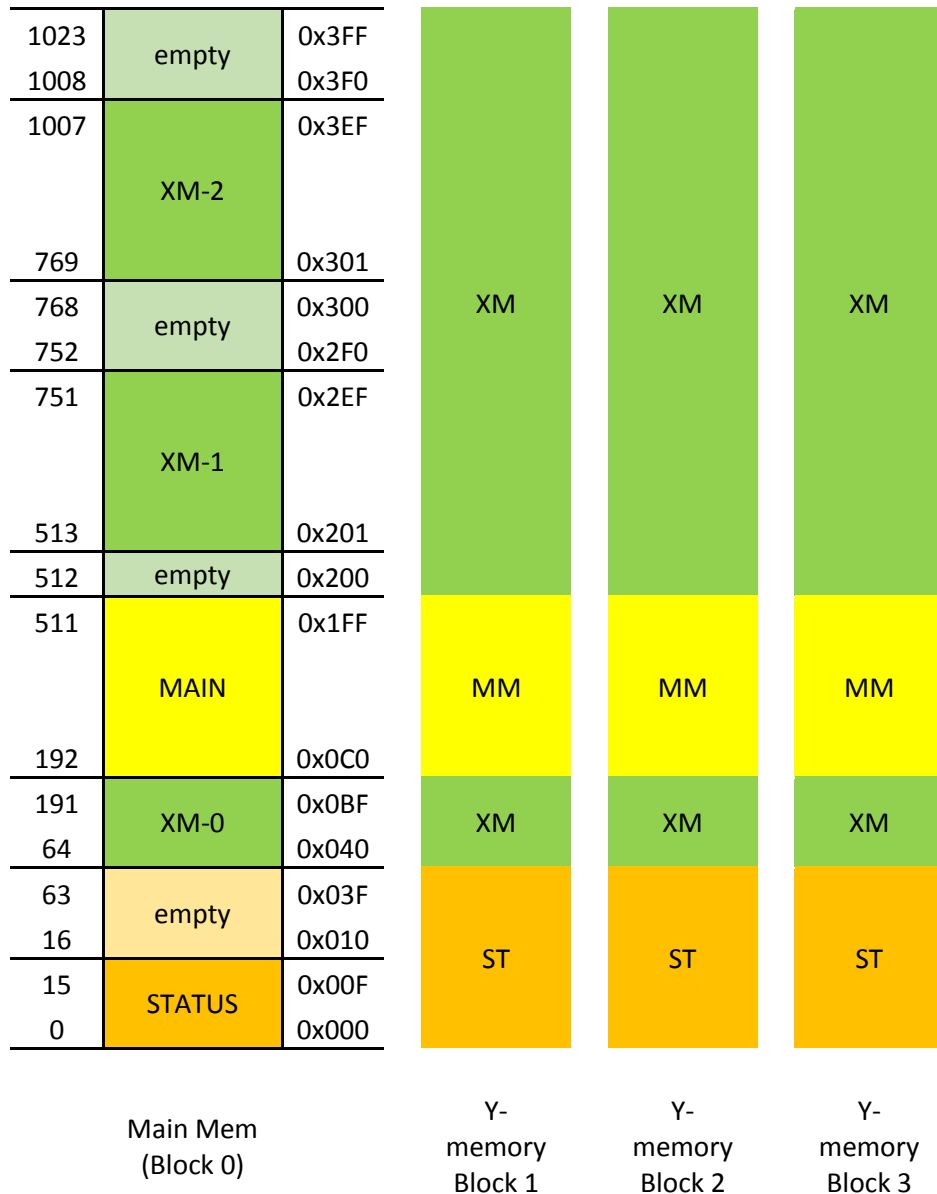 1023 empty 0x3FF
1008 0x3F0
1007 0x3EF
XM-2
769 0x301
768 empty 0x300 XM XM XM
752 0x2F0
751 0x2EF
XM-1
513 0x201
512 empty 0x200
511 0x1FF
MAIN MM MM MM
192 0x0C0
191 XM-0 0x0BF XM XM XM
64 0x040
63 empty 0x03F
16 0x010
ST ST ST
15 STATUS 0x00F
0 0x000
Main Mem
(Block 0)
Y-
memory
Block 1
Y-
memory
Block 2
Y-
memory
Block 3